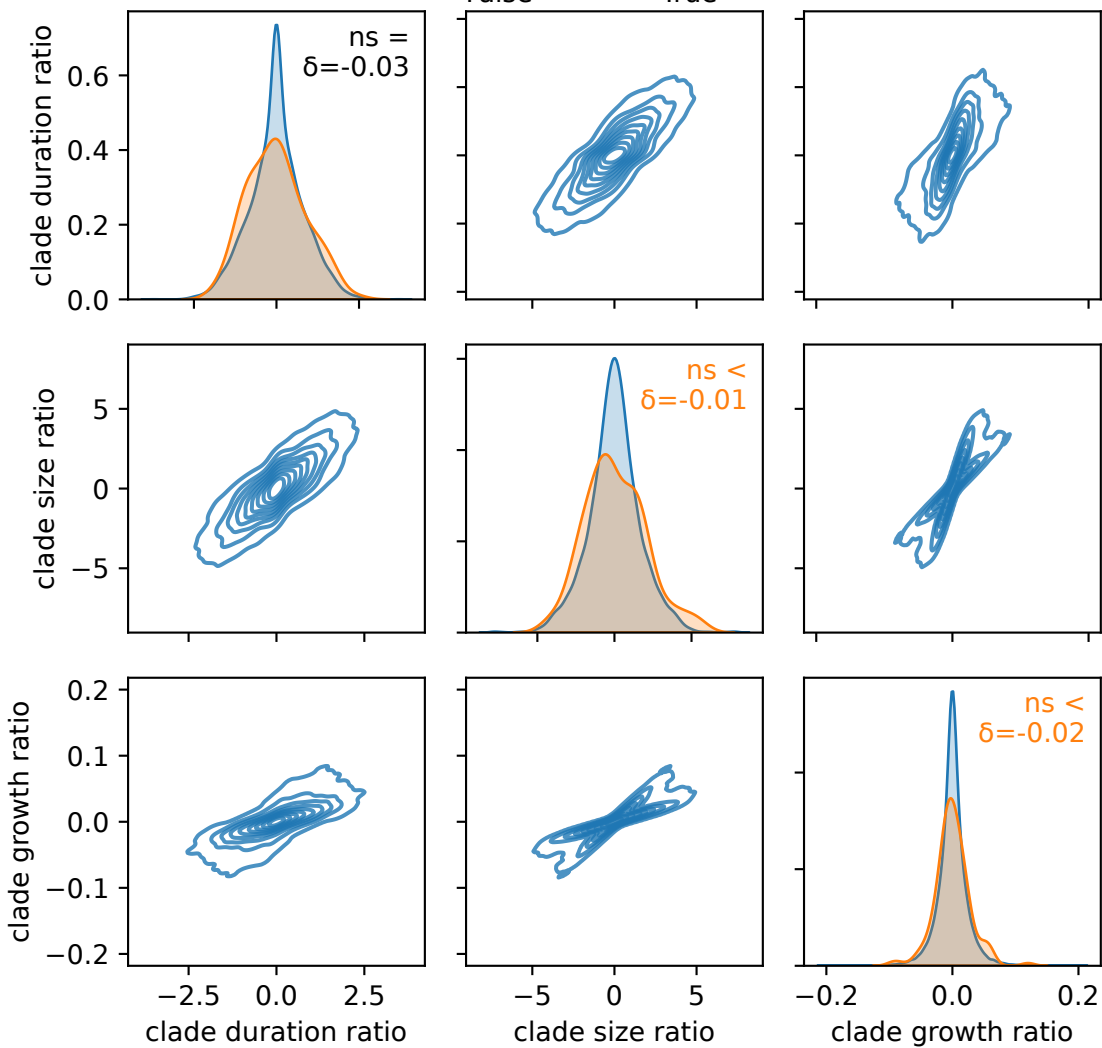 clade duration ratio
0.6
0.4
0.2
0.0
ns =
δ=-0.03
clade size ratio
5
0
−5
ns <
δ=-0.01
clade growth ratio
0.2
0.1
0.0
−0.1
−0.2
ns <
δ=-0.02
−2.5 0.0 2.5
−5 0 5
−0.2 0.0 0.2
clade duration ratio
clade size ratio
clade growth ratio